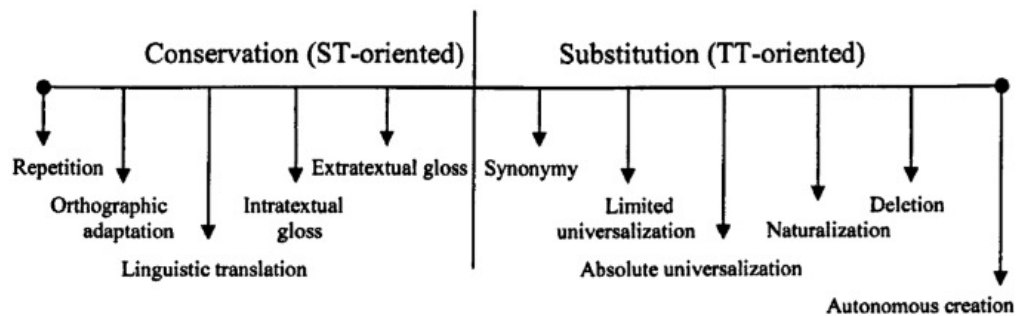 Conservation (ST-oriented)
Substitution (TT-oriented)
Repetition
Orthographic
adaptation
Linguistic translation
Intratextual
gloss
Extratextual gloss
Synonymy
Limited
universalization
Absolute universalization
Naturalization
Deletion
Autonomous creation